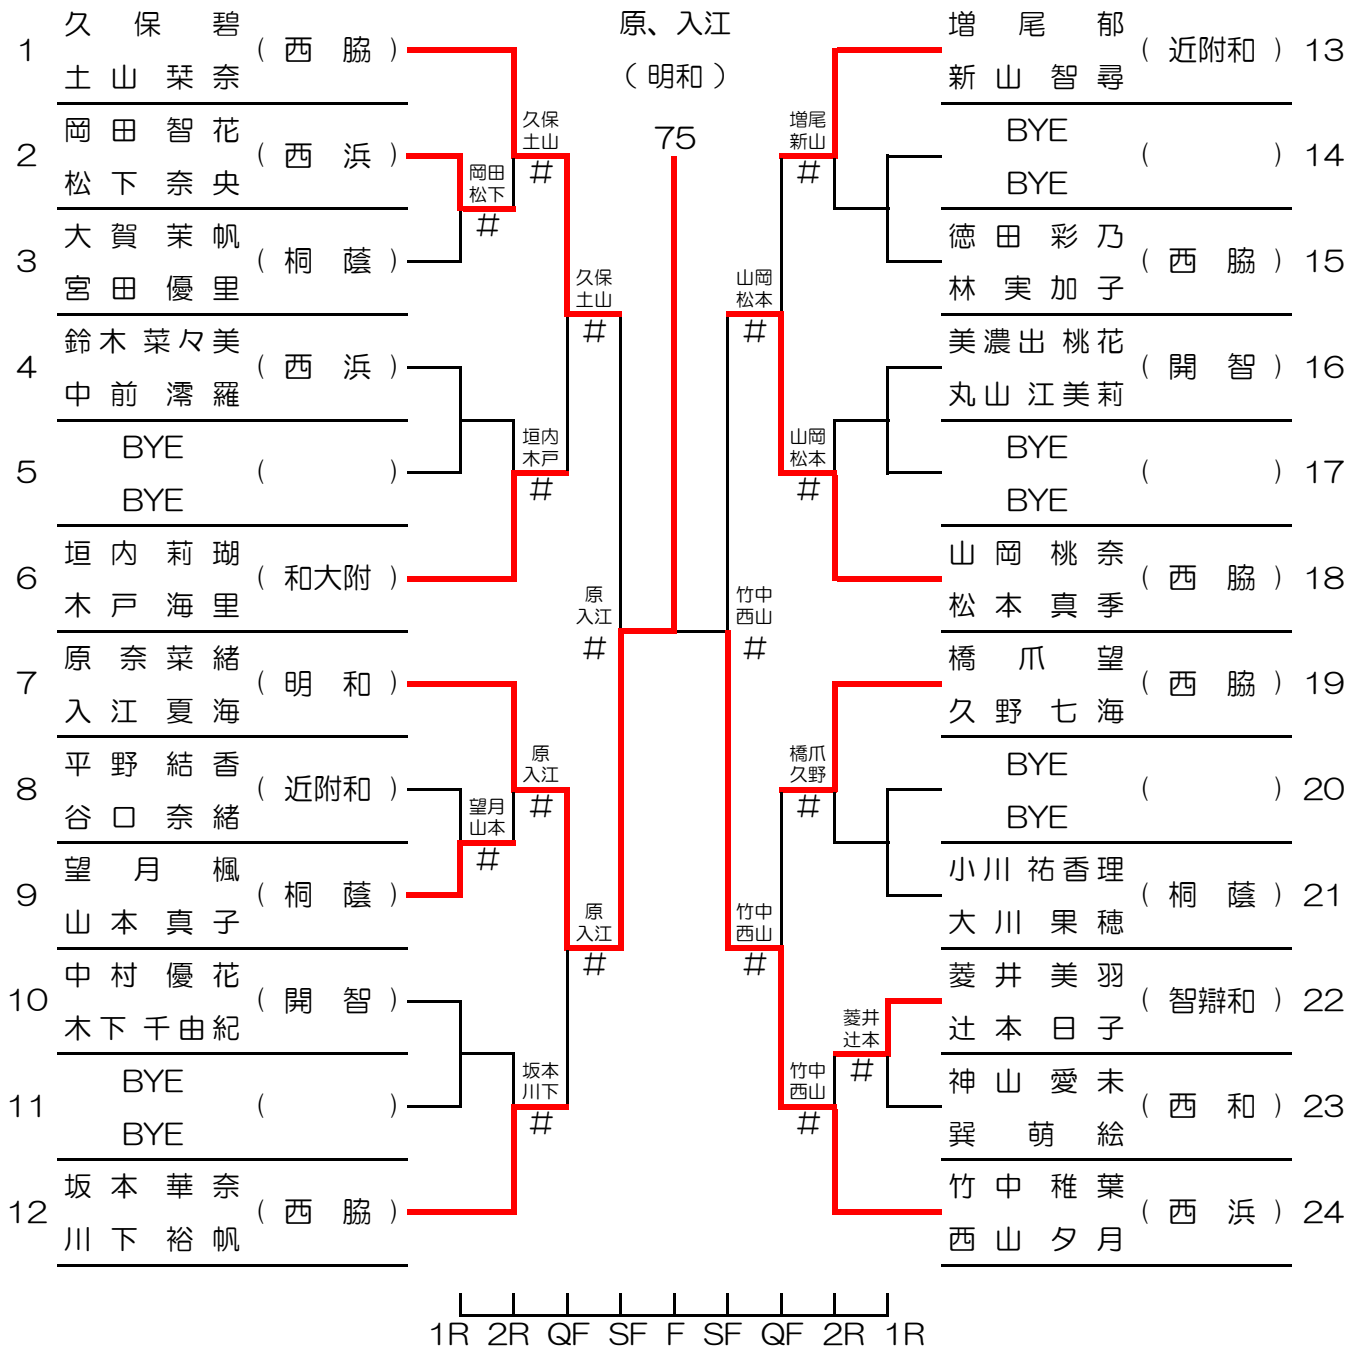 原、入江
（ 明和 ）
75
1
久 保 碧
土 山 栞 奈
（ 西 脇 ）
2
岡 田 智 花
松 下 奈 央
（ 西 浜 ）
3
大 賀 茉 帆
宮 田 優 里
（ 桐 蔭 ）
4
鈴木 菜々美
中 前 澪 羅
（ 西 浜 ）
5
BYE
BYE
（ ）
6
垣 内 莉 瑚
木 戸 海 里
（ 和大附 ）
7
原 奈菜緒
入 江 夏 海
（ 明 和 ）
8
平 野 結 香
谷 口 奈 緒
（ 近附和 ）
9
望 月 楓
山 本 真 子
（ 桐 蔭 ）
10
中 村 優 花
木下 千由紀
（ 開 智 ）
11
BYE
BYE
（ ）
12
坂 本 華 奈
川 下 裕 帆
（ 西 脇 ）
岡田
松下
#
望月
山本
#
久保
土山
#
垣内
木戸
#
原
入江
#
坂本
川下
#
久保
土山
#
原
入江
#
原
入江
#
竹中
西山
#
山岡
松本
#
竹中
西山
#
増尾
新山
#
山岡
松本
#
橋爪
久野
#
竹中
西山
#
菱井
辻本
#
増 尾 郁
新 山 智 尋
（ 近附和 ）
13
BYE
BYE
（ ）
14
徳 田 彩 乃
林 実加子
（ 西 脇 ）
15
美濃出 桃花
丸山 江美莉
（ 開 智 ）
16
BYE
BYE
（ ）
17
山 岡 桃 奈
松 本 真 季
（ 西 脇 ）
18
橋 爪 望
久 野 七 海
（ 西 脇 ）
19
BYE
BYE
（ ）
20
小川 祐香理
大 川 果 穂
（ 桐 蔭 ）
21
菱 井 美 羽
辻 本 日 子
（ 智辯和 ）
22
神 山 愛 未
巽 萌 絵
（ 西 和 ）
23
竹 中 稚 葉
西 山 夕 月
（ 西 浜 ）
24
1R 2R QF SF F SF QF 2R 1R